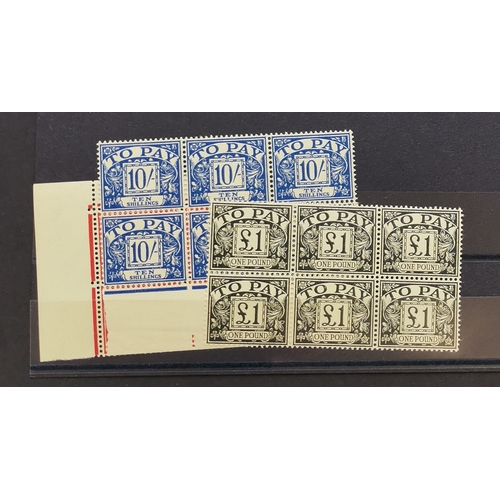 TO PAY TO PAY TO PAY
10/- 10/- 10/-
TEN SHILLINGS TEN SHILLINGS TEN SHILLINGS
TO PAY
10/-
TEN SHILLINGS
TO PAY TO PAY TO PAY
£1 £1 £1
ONE POUND ONE POUND ONE POUND
TO PAY TO PAY TO PAY
£1 £1 £1
ONE POUND ONE POUND ONE POUND